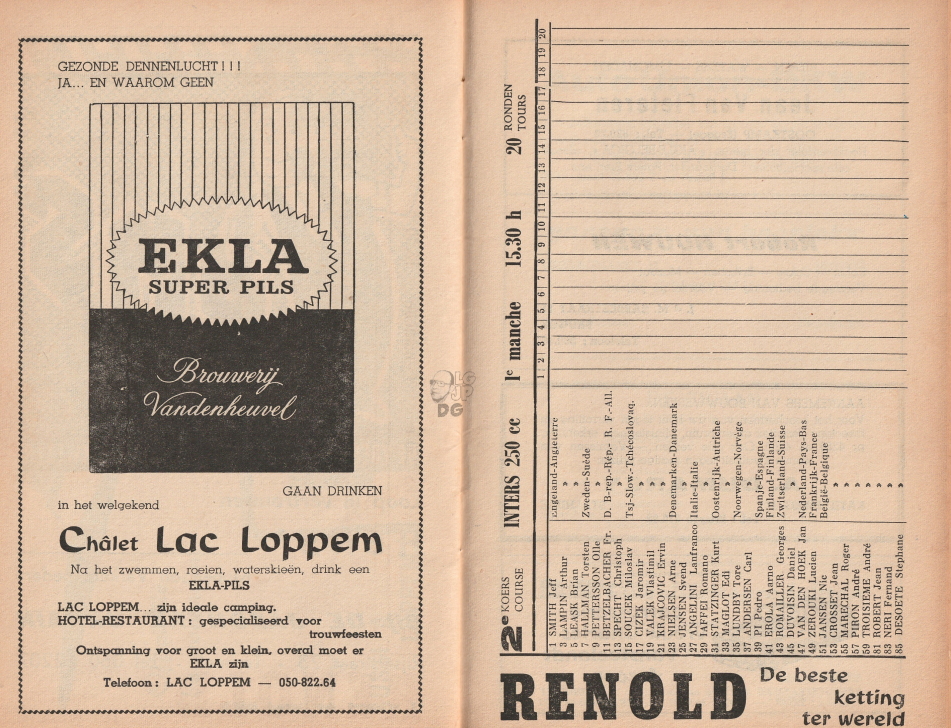 GEZONDE DENNENLUCHT!!!
JA... EN WAAROM GEEN
EKLA
SUPER PILS
Brouwerij
Vandenheuvel
GAAN DRINKEN
in het welgekend
Châlet Lac Loppem
Na het zwemmen, roeien, waterskieën, drink een
EKLA-PILS
LAC LOPPEM... zijn ideale camping.
HOTEL-RESTAURANT : gespecialiseerd voor
trouwfeesten
Ontspanning voor groot en klein, overal moet er
EKLA zijn
Telefoon : LAC LOPPEM — 050-822.64
DG
2e KOERS COURSE INTERS 250 cc 1e manche 15.30 h 20 RONDEN TOURS
1 2 3 4 5 6 7 8 9 10 11 12 13 14 15 16 17 18 19 20
1 SMITH Jeff Engeland-Angleterre
3 LAMPIN Arthur »
5 LEASK Brian »
7 HALLMAN Torsten Zweden-Suède
9 PETTERSSON Olle »
11 BETZELBACHER Fr. D. B-rep.-Rép.- R. F.-All.
13 SPECHT Christoph »
15 SOUCEK Miloslav Tsj-Slow.-Tchécoslovaq.
17 CIZEK Jaromir »
19 VALEK Vlastimil »
21 KRAJCOVIC Ervin »
23 NIELSEN Arne Denemarken-Danemark
25 JENSEN Svend »
27 ANGELINI Lanfranco Italie-Italie
29 LAFFER Romano »
31 STATZINGER Kurt Oostenrijk-Autriche
33 MAGLOT Edi »
35 LUNDBY Tore Noorwegen-Norvège
37 ANDERSEN Carl »
39 PI Pedro Spanje-Espagne
41 EROLA Aarno Finland-Finlande
43 ROMAILLER Georges Zwitserland-Suisse
45 DUVOISIN Daniel »
47 VAN DEN HOEK Jan Nederland-Pays-Bas
49 ZEROUKI Lucien Frankrijk-France
51 JANSEN Nic België-Belgique
53 CROSSET Jean »
55 MARECHAL Roger »
57 PIRON André »
59 TROISIEME André »
81 ROBERT Jean »
83 NERI Fernand »
85 DESOETE Stephane »
RENOLD
De beste
ketting
ter wereld